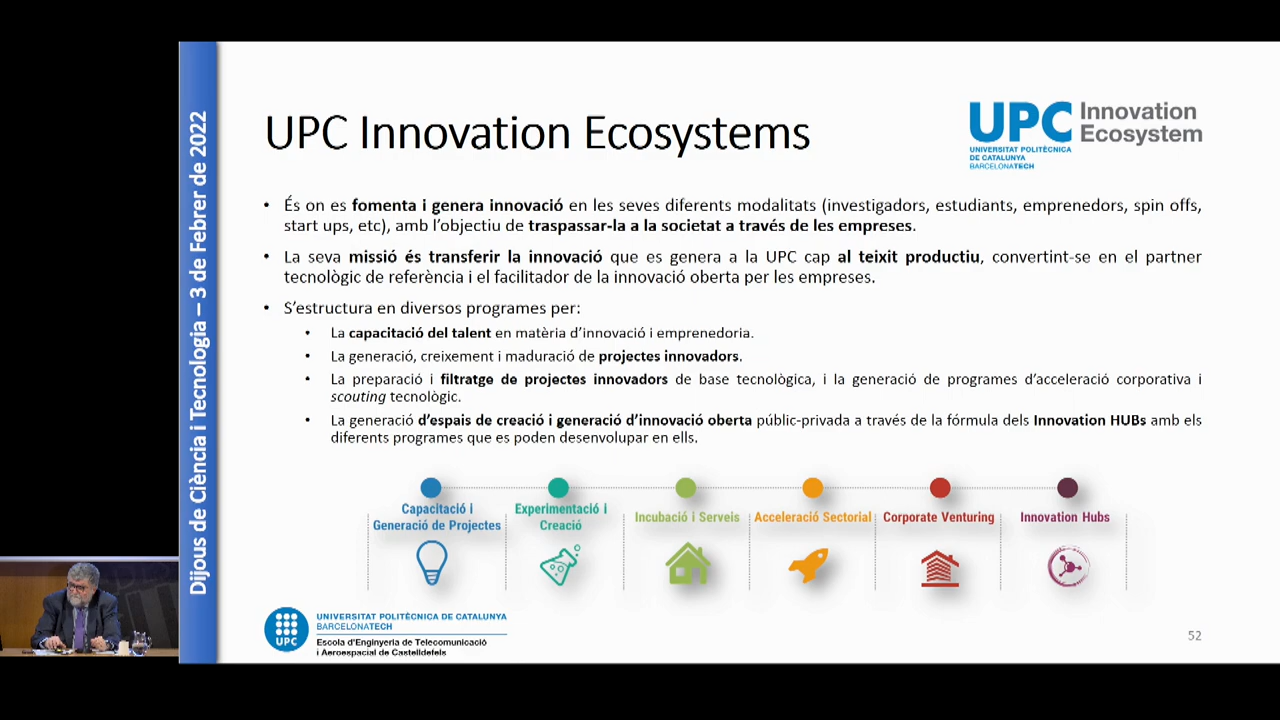 Dijous de Ciència i Tecnologia – 3 de Febrer de 2022
UPC Innovation Ecosystems
UPC Innovation
Ecosystem
UNIVERSITAT POLITÈCNICA
DE CATALUNYA
BARCELONATECH
• És on es fomenta i genera innovació en les seves diferents modalitats (investigadors, estudiants, emprenedors, spin offs,
start ups, etc), amb l'objectiu de traspassar-la a la societat a través de les empreses.
• La seva missió és transferir la innovació que es genera a la UPC cap al teixit productiu, convertint-se en el partner
tecnològic de referència i el facilitador de la innovació oberta per les empreses.
• S'estructura en diversos programes per:
• La capacitació del talent en matèria d'innovació i emprenedoria.
• La generació, creixement i maduració de projectes innovadors.
• La preparació i filtratge de projectes innovadors de base tecnològica, i la generació de programes d'acceleració corporativa i
scouting tecnològic.
• La generació d'espais de creació i generació d'innovació oberta públic-privada a través de la fórmula dels Innovation HUBs amb els
diferents programes que es poden desenvolupar en ells.
Capacitació i
Generació de Projectes
Experimentació i
Creació
Incubació i Serveis
Acceleració Sectorial
Corporate Venturing
Innovation Hubs
UPC
UNIVERSITAT POLITÈCNICA DE CATALUNYA
BARCELONATECH
Escola d'Enginyeria de Telecomunicació
i Aeroespacial de Castelldefels
52